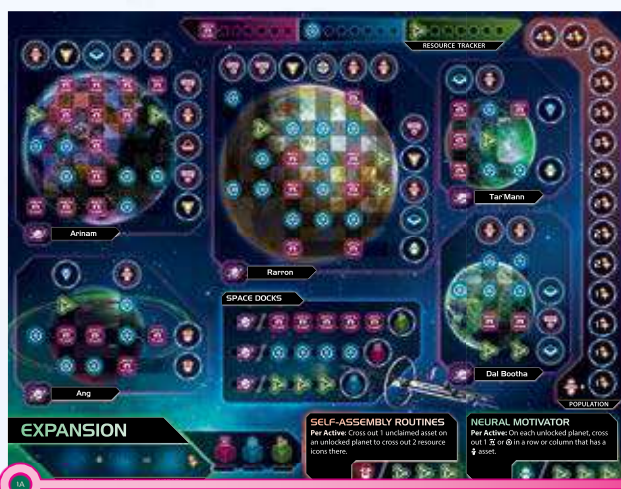 RESOURCE TRACKER
Arinam
Rarron
Tar'Mann
Ang
SPACE DOCKS
Dal Bootha
POPULATION
EXPANSION
SELF-ASSEMBLY ROUTINES
Per Active: Cross out 1 unclaimed asset on
an unlocked planet to cross out 2 resource
icons there.
NEURAL MOTIVATOR
Per Active: On each unlocked planet, cross
out 1 or in a row or column that has a
asset.
1A